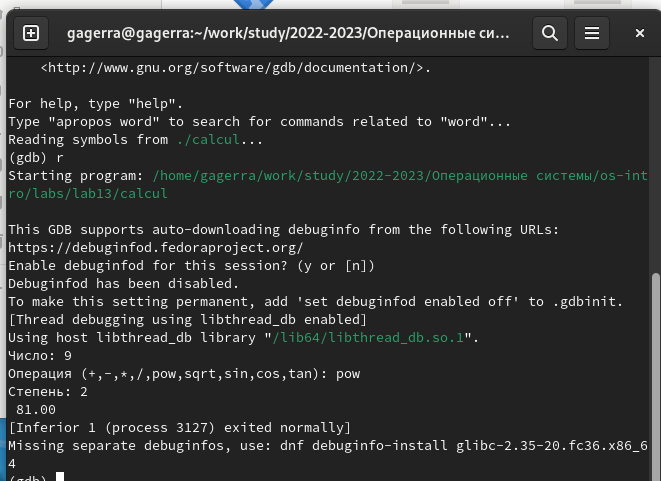 gagerra@gagerra:~/work/study/2022-2023/Операционные си...
<http://www.gnu.org/software/gdb/documentation/>.
For help, type "help".
Type "apropos word" to search for commands related to "word"...
Reading symbols from ./calcul...
(gdb) r
Starting program: /home/gagerra/work/study/2022-2023/Операционные системы/os-int
ro/labs/lab13/calcul
This GDB supports auto-downloading debuginfo from the following URLs:
https://debuginfod.fedoraproject.org/
Enable debuginfod for this session? (y or [n])
Debuginfod has been disabled.
To make this setting permanent, add 'set debuginfod enabled off' to .gdbinit.
[Thread debugging using libthread_db enabled]
Using host libthread_db library "/lib64/libthread_db.so.1".
Число: 9
Операция (+,-,*,/,pow,sqrt,sin,cos,tan): pow
Степень: 2
81.00
[Inferior 1 (process 3127) exited normally]
Missing separate debuginfos, use: dnf debuginfo-install glibc-2.35-20.fc36.x86_6
4
(gdb)